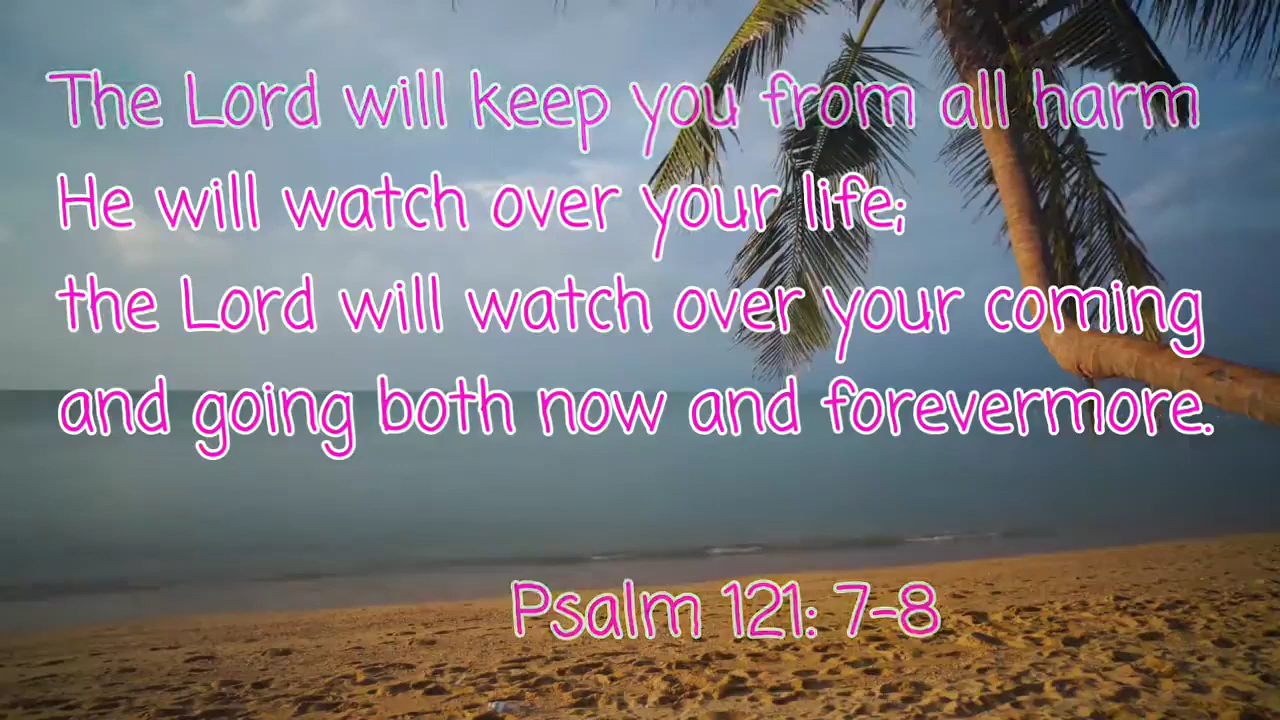 The Lord will keep you from all harm
He will watch over your life;
the Lord will watch over your coming
and going both now and forevermore.
Psalm 121: 7-8